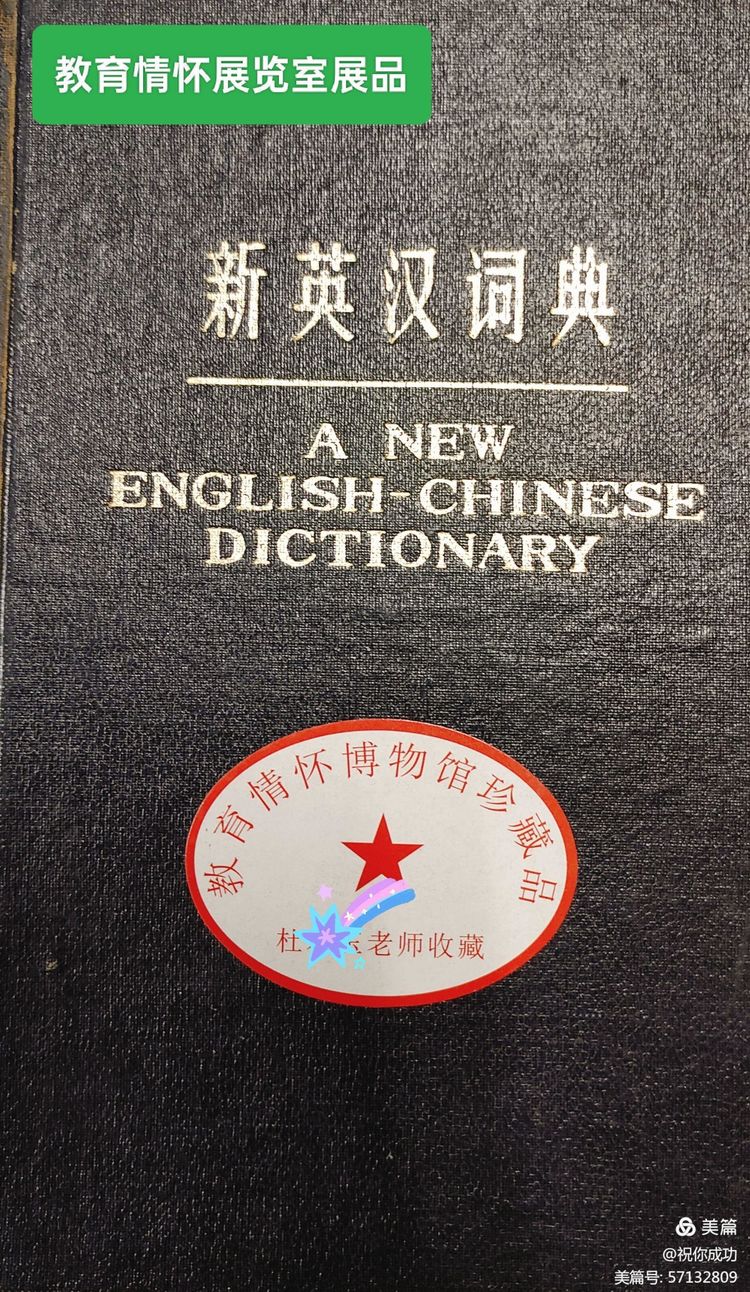 教育情怀展览室展品
新英汉词典
A NEW
ENGLISH-CHINESE
DICTIONARY
教育情怀博物馆珍藏品
杜 老师收藏
美篇
@祝你成功
美篇号: 57132809